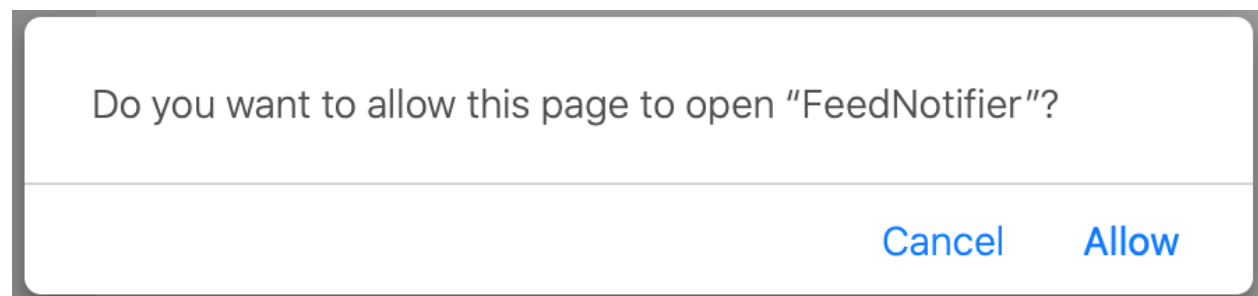 Do you want to allow this page to open “FeedNotifier”?
Cancel Allow